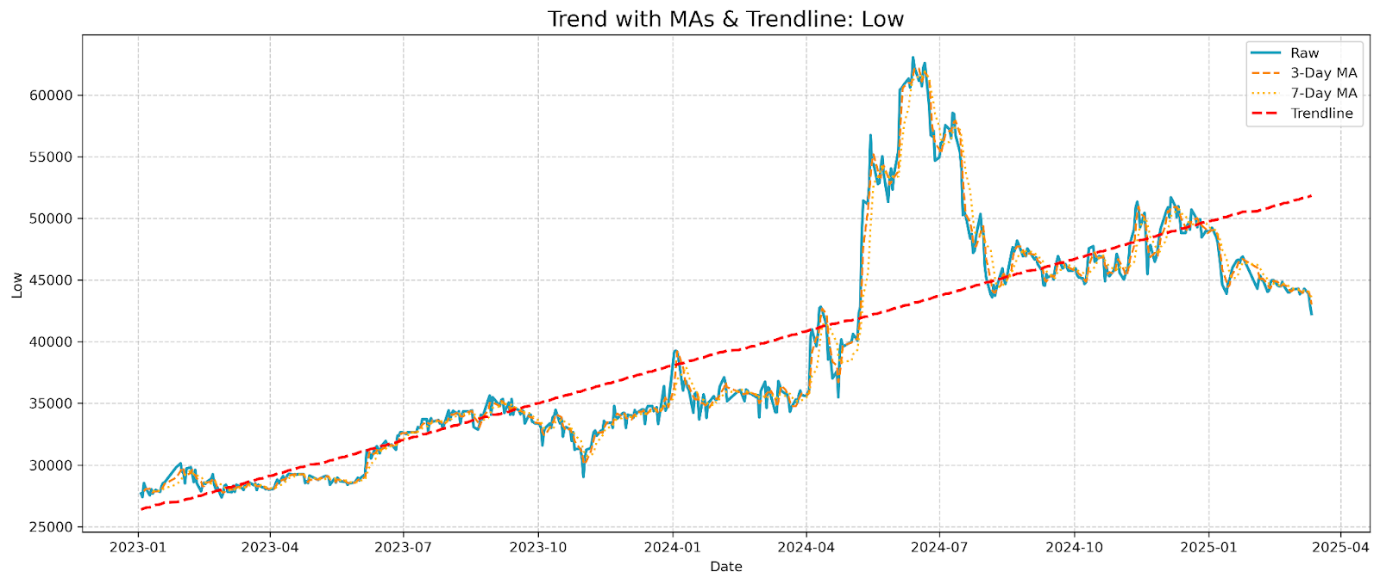 Trend with MAs & Trendline: Low
Raw
3-Day MA
7-Day MA
Trendline
60000
55000
50000
45000
40000
35000
30000
25000
Low
2023-01 2023-04 2023-07 2023-10 2024-01 2024-04 2024-07 2024-10 2025-01 2025-04
Date